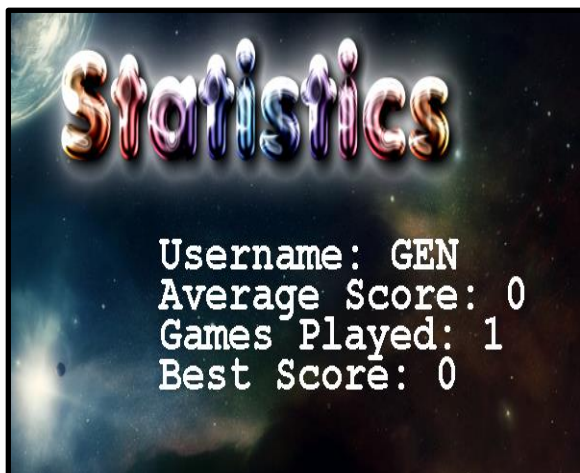 Statistics
Username: GEN
Average Score: 0
Games Played: 1
Best Score: 0